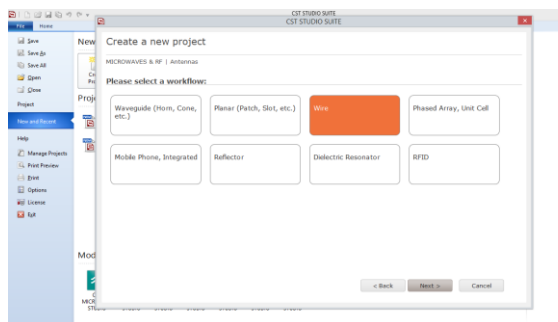 CST STUDIO SUITE
File Home
CST STUDIO SUITE
Save
Save As
Save All
Open
Close
Project
New and Recent
Help
Manage Projects
Print Preview
Print
Options
License
Exit
New
Proj
Mod
Create a new project
MICROWAVES & RF | Antennas
Please select a workflow:
Waveguide (Horn, Cone,
etc.)
Planar (Patch, Slot, etc.)
Wire
Phased Array, Unit Cell
Mobile Phone, Integrated
Reflector
Dielectric Resonator
RFID
< Back
Next >
Cancel